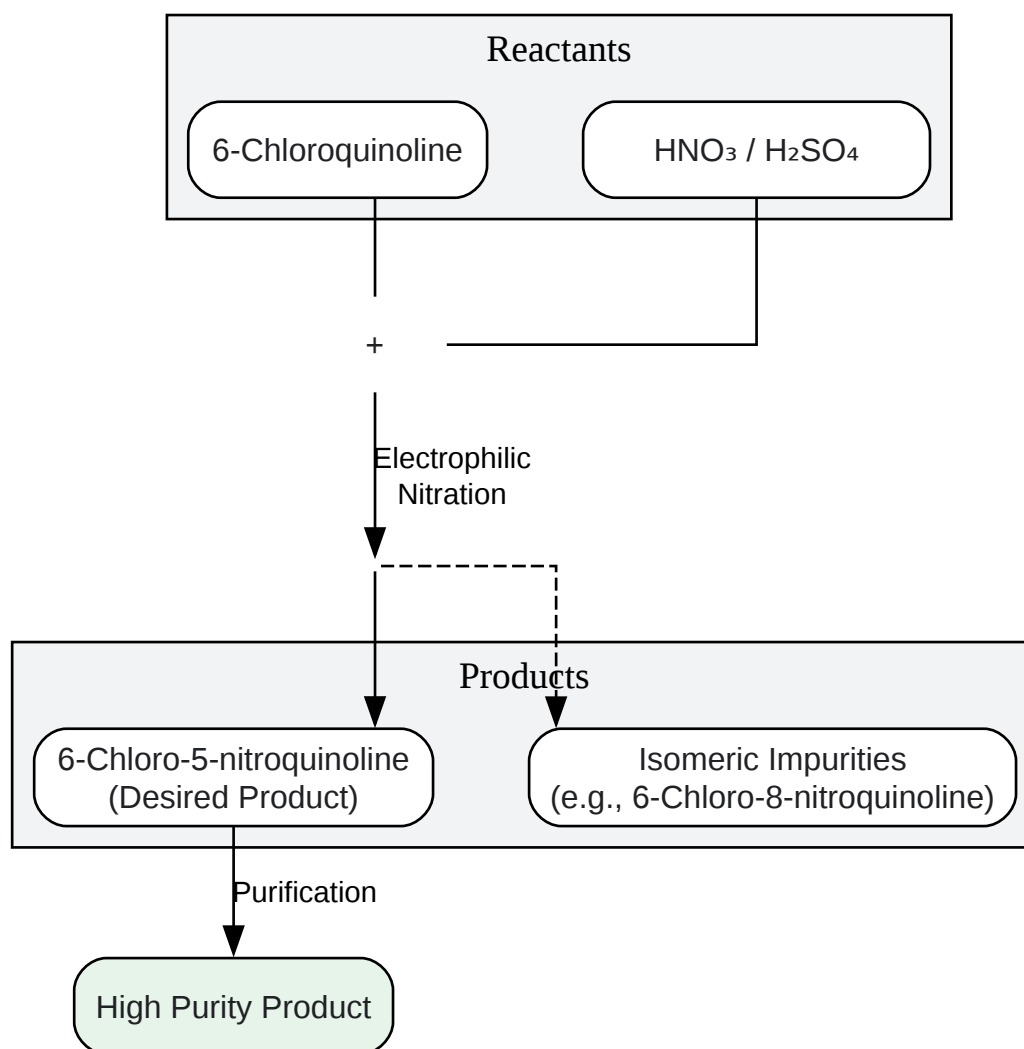 Reactants
6-Chloroquinoline
HNO₃ / H₂SO₄
+
Electrophilic
Nitration
Products
6-Chloro-5-nitroquinoline
(Desired Product)
Isomeric Impurities
(e.g., 6-Chloro-8-nitroquinoline)
Purification
High Purity Product